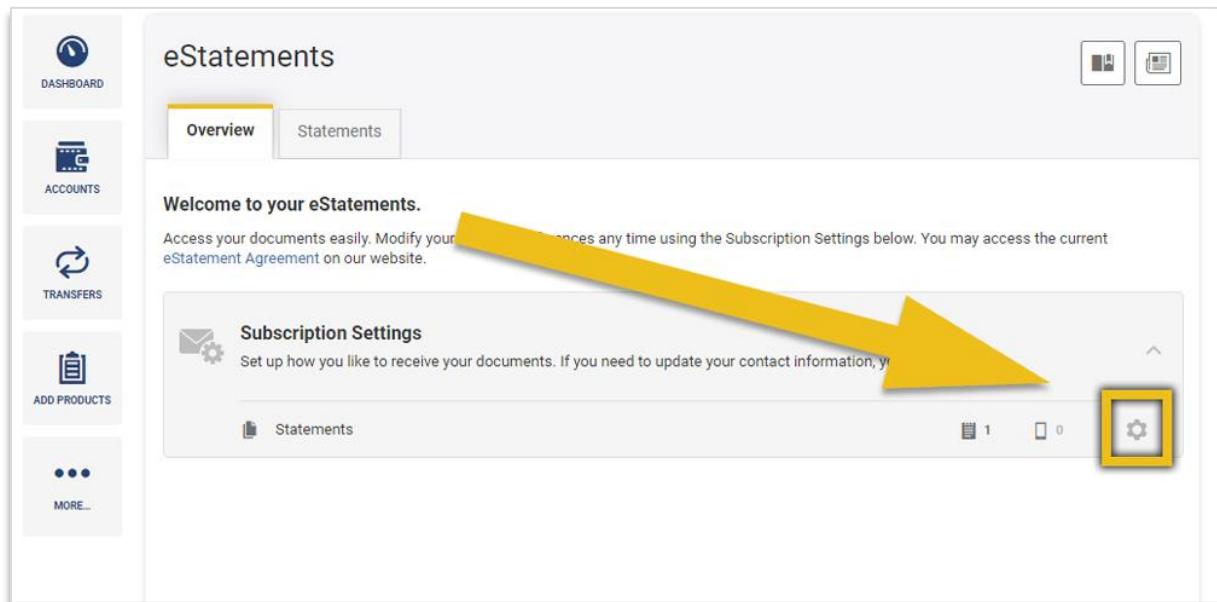 eStatements
DASHBOARD
Overview
Statements
ACCOUNTS
Welcome to your eStatements.
Access your documents easily. Modify your any time using the Subscription Settings below. You may access the current
eStatement Agreement on our website.
TRANSFERS
Subscription Settings
Set up how you like to receive your documents. If you need to update your contact information,
ADD PRODUCTS
Statements
1
0
MORE...